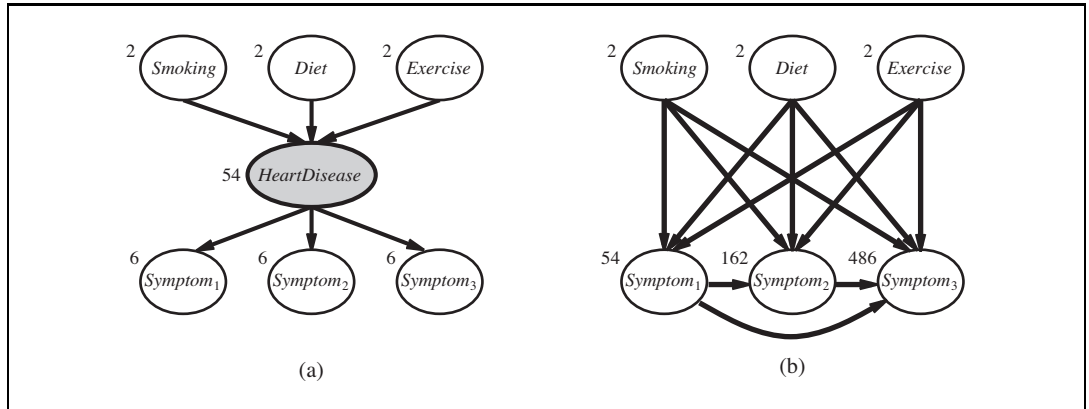 2 Smoking 2 Diet 2 Exercise
54 HeartDisease
6 Symptom1 6 Symptom2 6 Symptom3
(a)
2 Smoking 2 Diet 2 Exercise
54 Symptom1 162 Symptom2 486 Symptom3
(b)